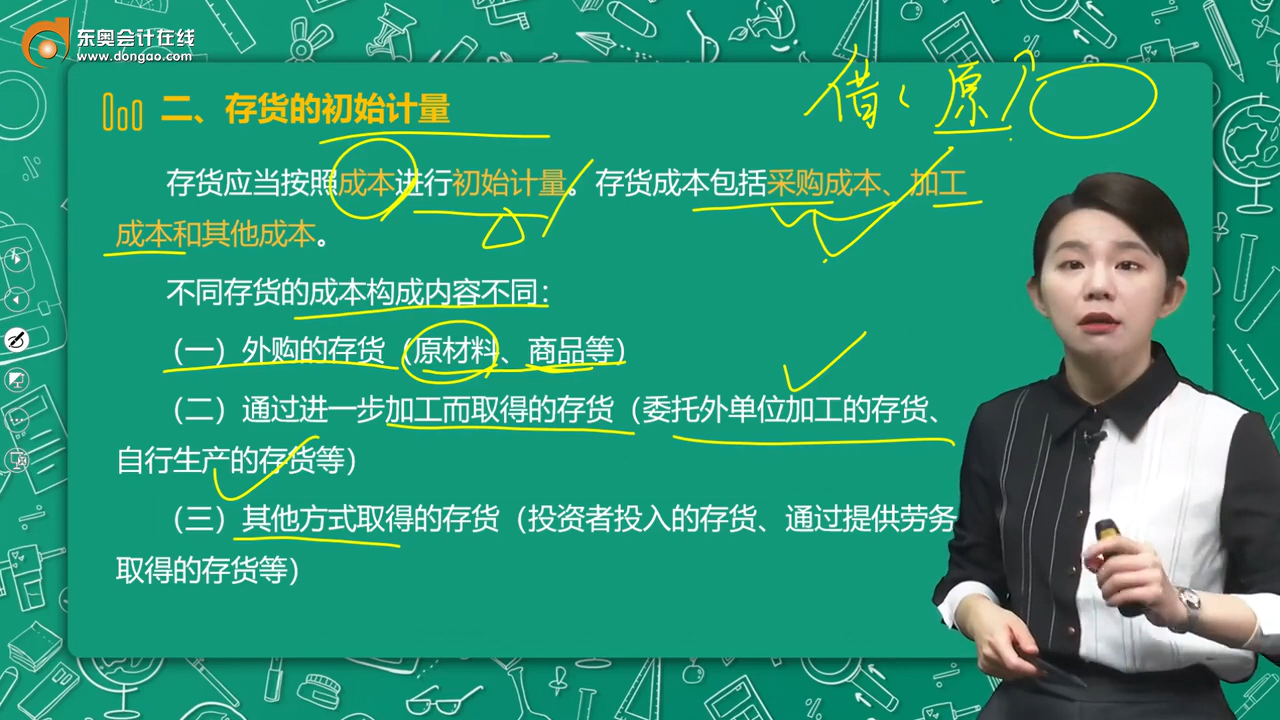 东奥会计在线
www.dongao.com
借：原
二、存货的初始计量
存货应当按照成本进行初始计量。存货成本包括采购成本、加工
成本和其他成本。
不同存货的成本构成内容不同：
（一）外购的存货（原材料、商品等）
（二）通过进一步加工而取得的存货（委托外单位加工的存货、
自行生产的存货等）
（三）其他方式取得的存货（投资者投入的存货、通过提供劳务
取得的存货等）